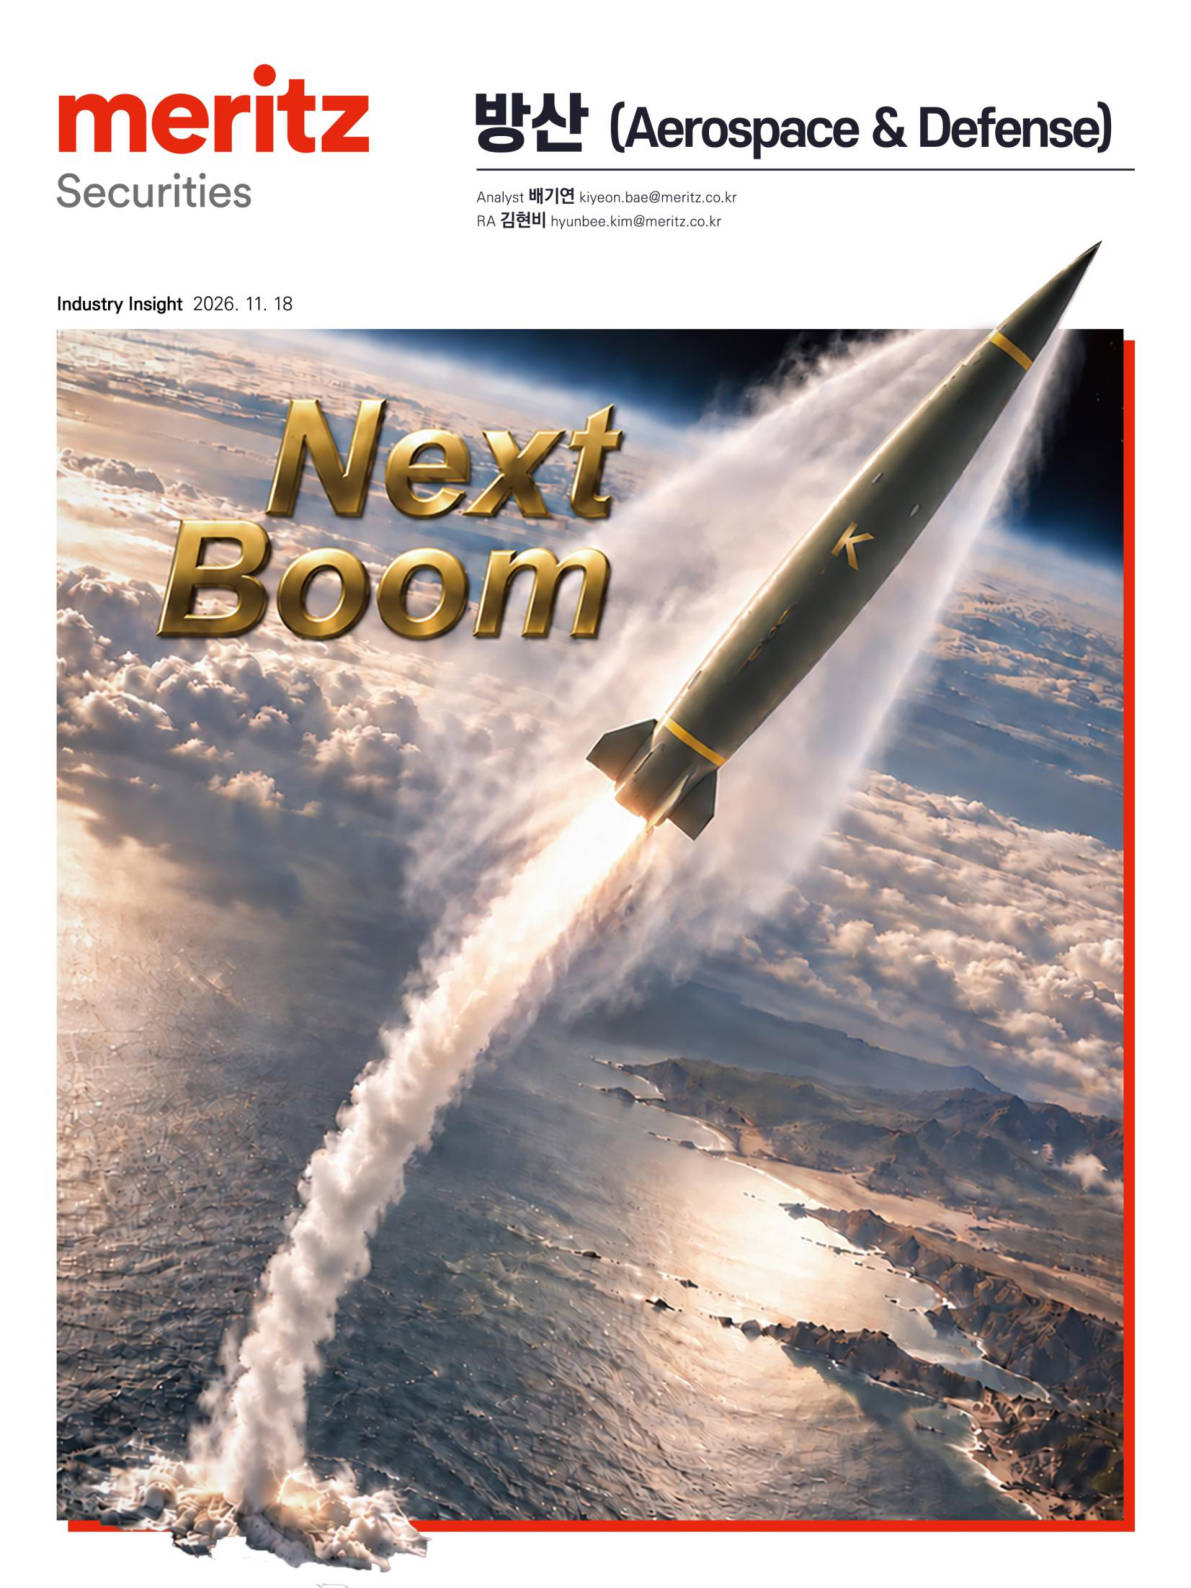 meritz
Securities
방산 (Aerospace & Defense)
Analyst 배기연 kiyeon.bae@meritz.co.kr
RA 김현비 hyunbee.kim@meritz.co.kr
Industry Insight 2026. 11. 18
Next
Boom
K